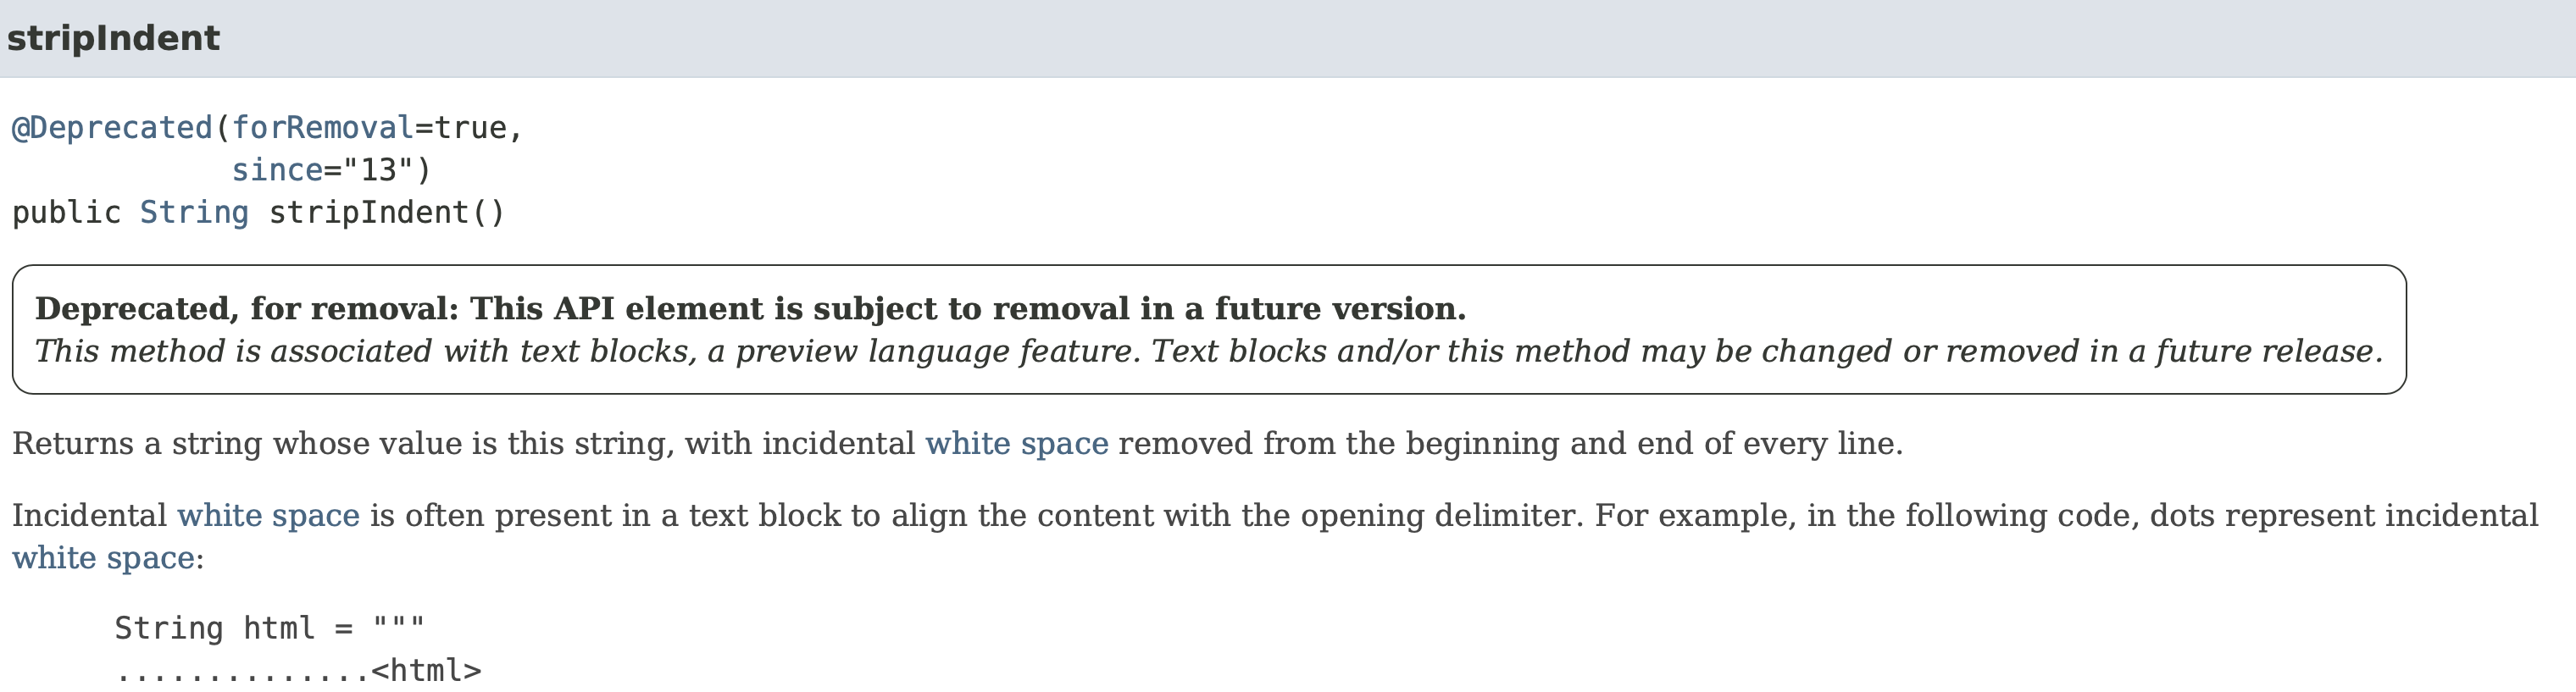 stripIndent
@Deprecated(forRemoval=true,
            since="13")
public String stripIndent()
Deprecated, for removal: This API element is subject to removal in a future version.
This method is associated with text blocks, a preview language feature. Text blocks and/or this method may be changed or removed in a future release.
Returns a string whose value is this string, with incidental white space removed from the beginning and end of every line.
Incidental white space is often present in a text block to align the content with the opening delimiter. For example, in the following code, dots represent incidental
white space:
String html = """
..............<html>